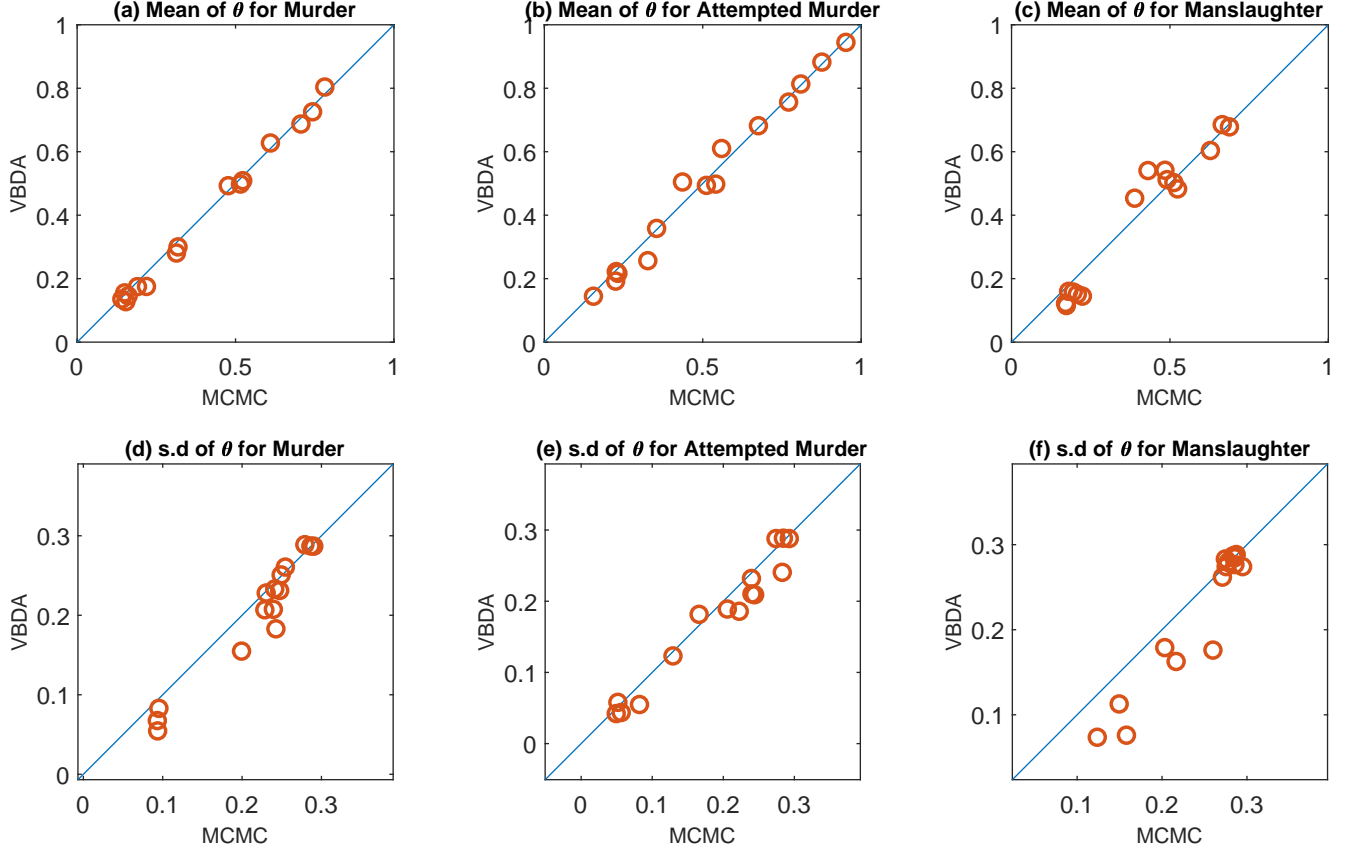 (a) Mean of θ for Murder
1
0.8
0.6
0.4
0.2
0
VBDA
0
0.5
1
MCMC
(b) Mean of θ for Attempted Murder
1
0.8
0.6
0.4
0.2
0
VBDA
0
0.5
1
MCMC
(c) Mean of θ for Manslaughter
1
0.8
0.6
0.4
0.2
0
VBDA
0
0.5
1
MCMC
(d) s.d of θ for Murder
0.3
0.2
0.1
0
VBDA
0
0.1
0.2
0.3
MCMC
(e) s.d of θ for Attempted Murder
0.3
0.2
0.1
0
VBDA
0
0.1
0.2
0.3
MCMC
(f) s.d of θ for Manslaughter
0.3
0.2
0.1
VBDA
0.1
0.2
0.3
MCMC